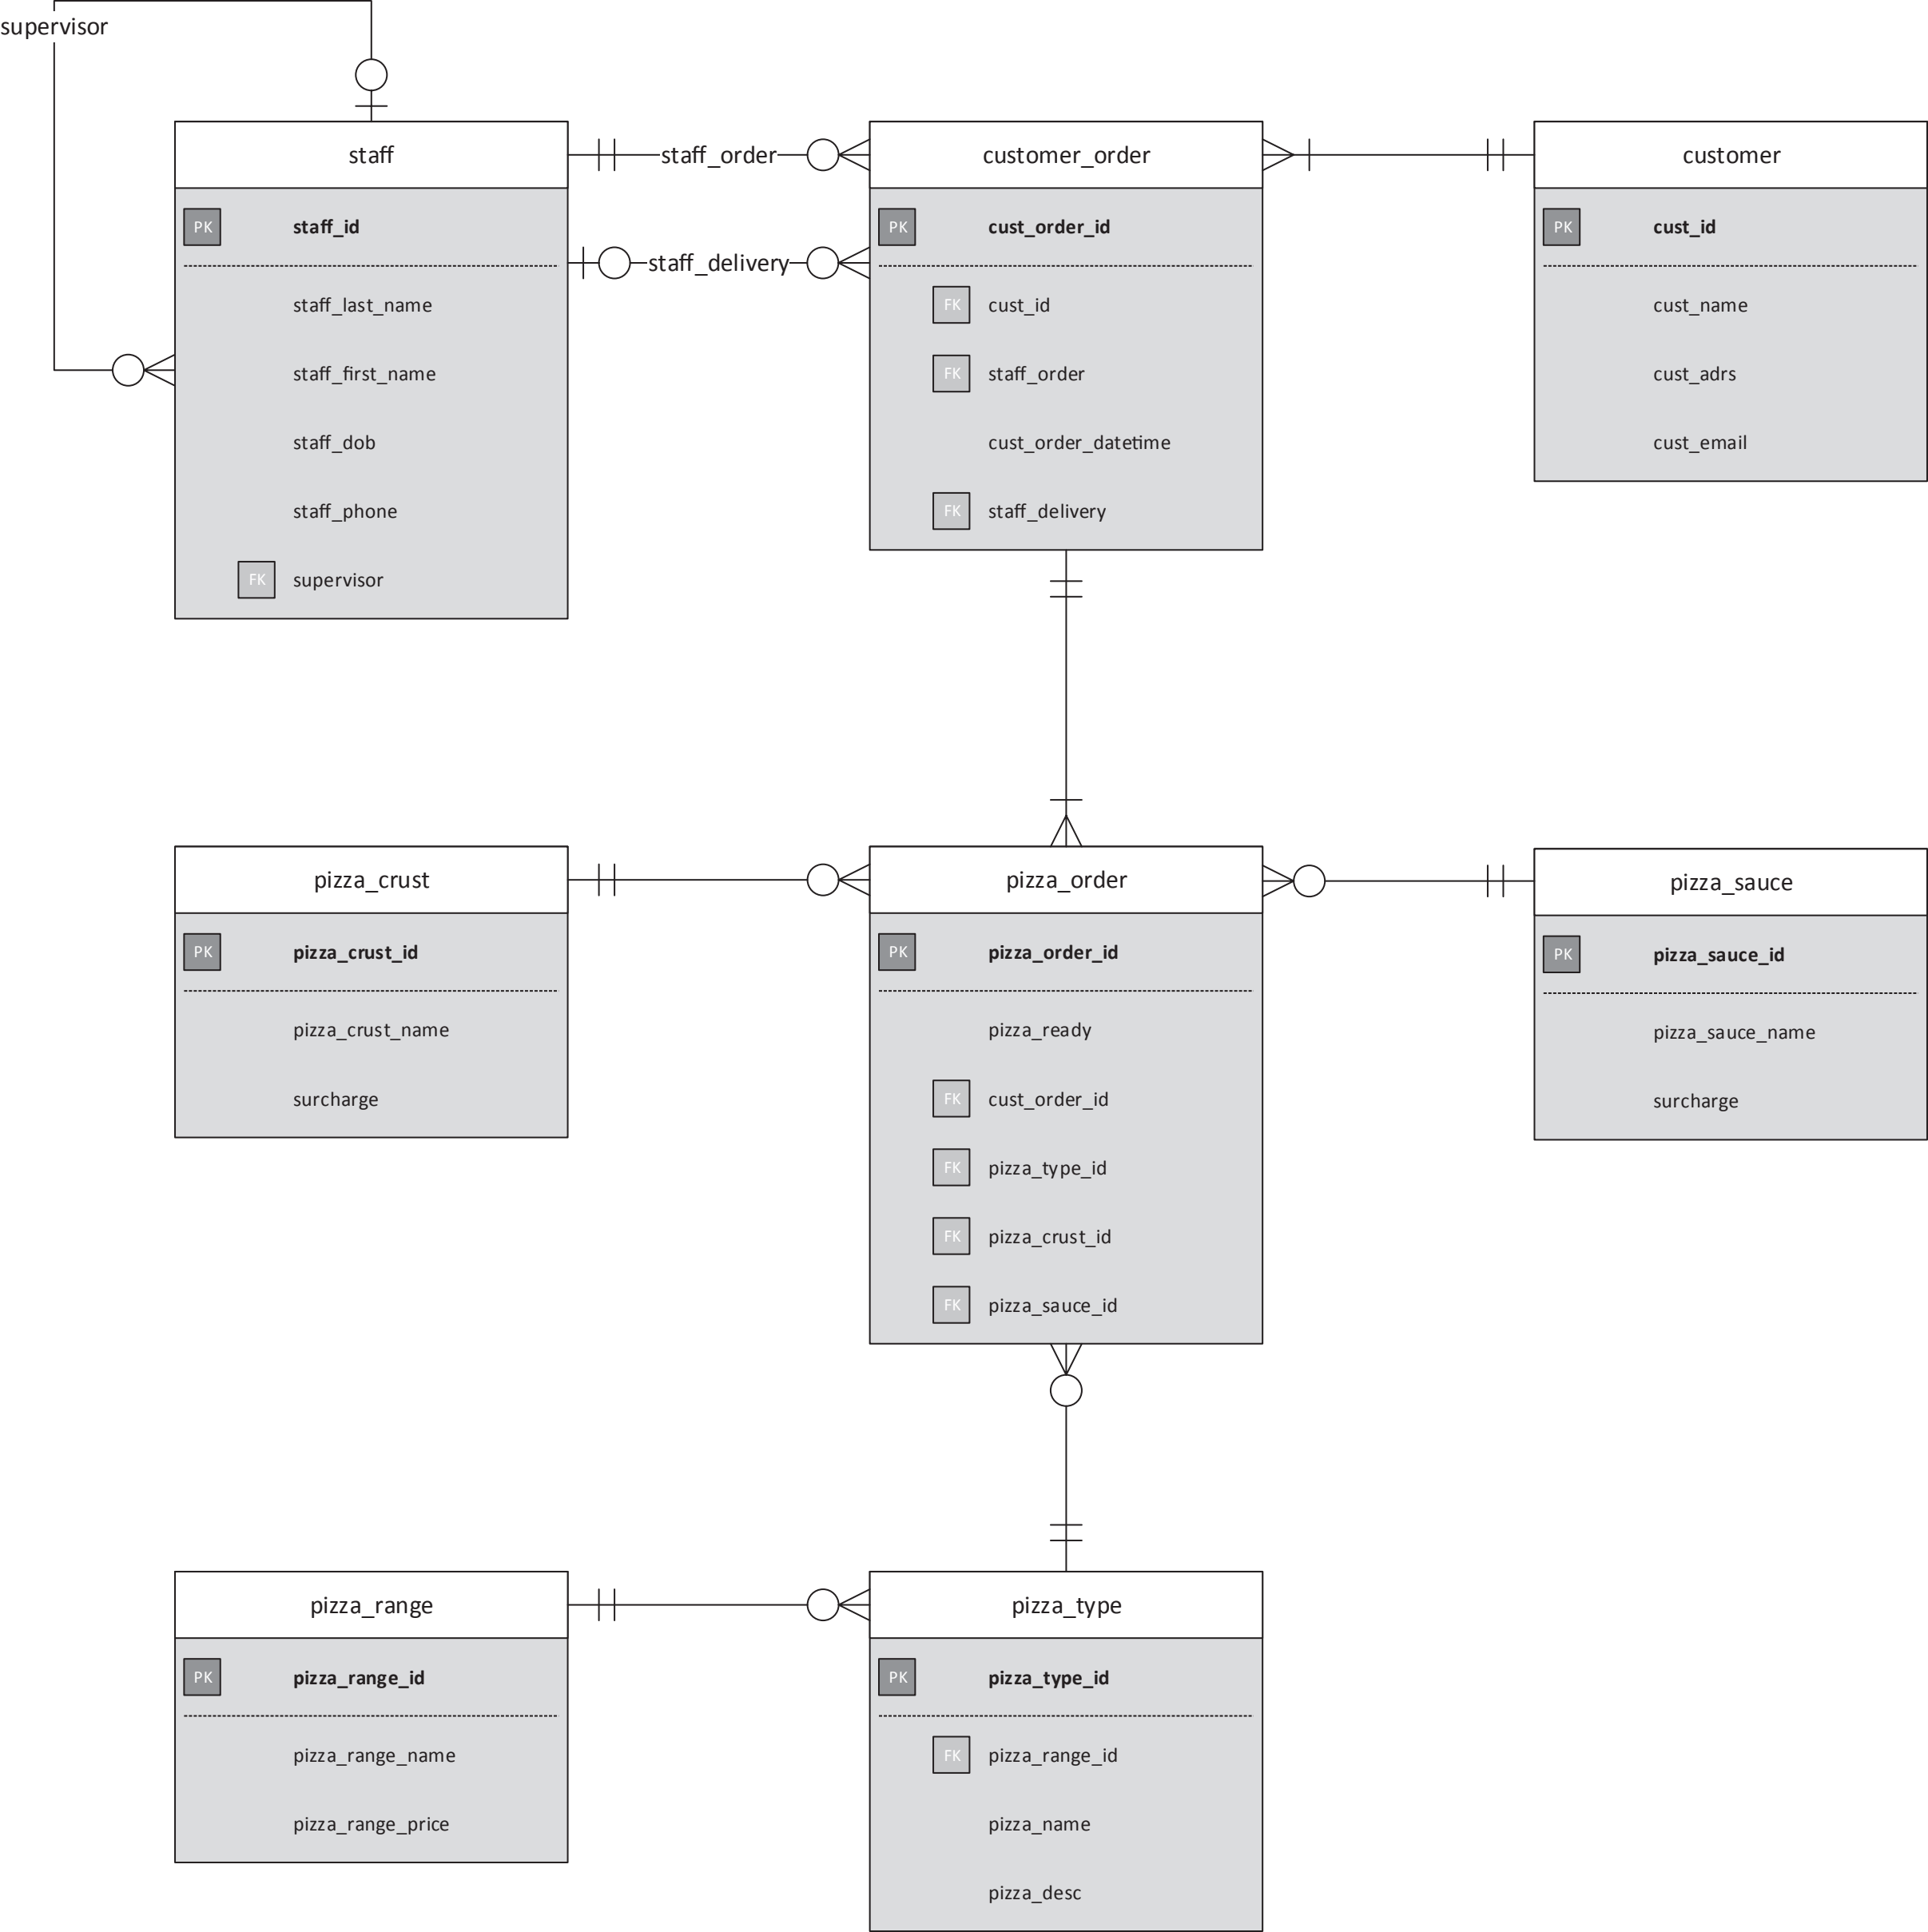 supervisor
staff
PK staff_id
staff_last_name
staff_first_name
staff_dob
staff_phone
FK supervisor
staff_order
staff_delivery
customer_order
PK cust_order_id
FK cust_id
FK staff_order
cust_order_datetime
FK staff_delivery
customer
PK cust_id
cust_name
cust_adrs
cust_email
pizza_crust
PK pizza_crust_id
pizza_crust_name
surcharge
pizza_order
PK pizza_order_id
pizza_ready
FK cust_order_id
FK pizza_type_id
FK pizza_crust_id
FK pizza_sauce_id
pizza_sauce
PK pizza_sauce_id
pizza_sauce_name
surcharge
pizza_range
PK pizza_range_id
pizza_range_name
pizza_range_price
pizza_type
PK pizza_type_id
FK pizza_range_id
pizza_name
pizza_desc